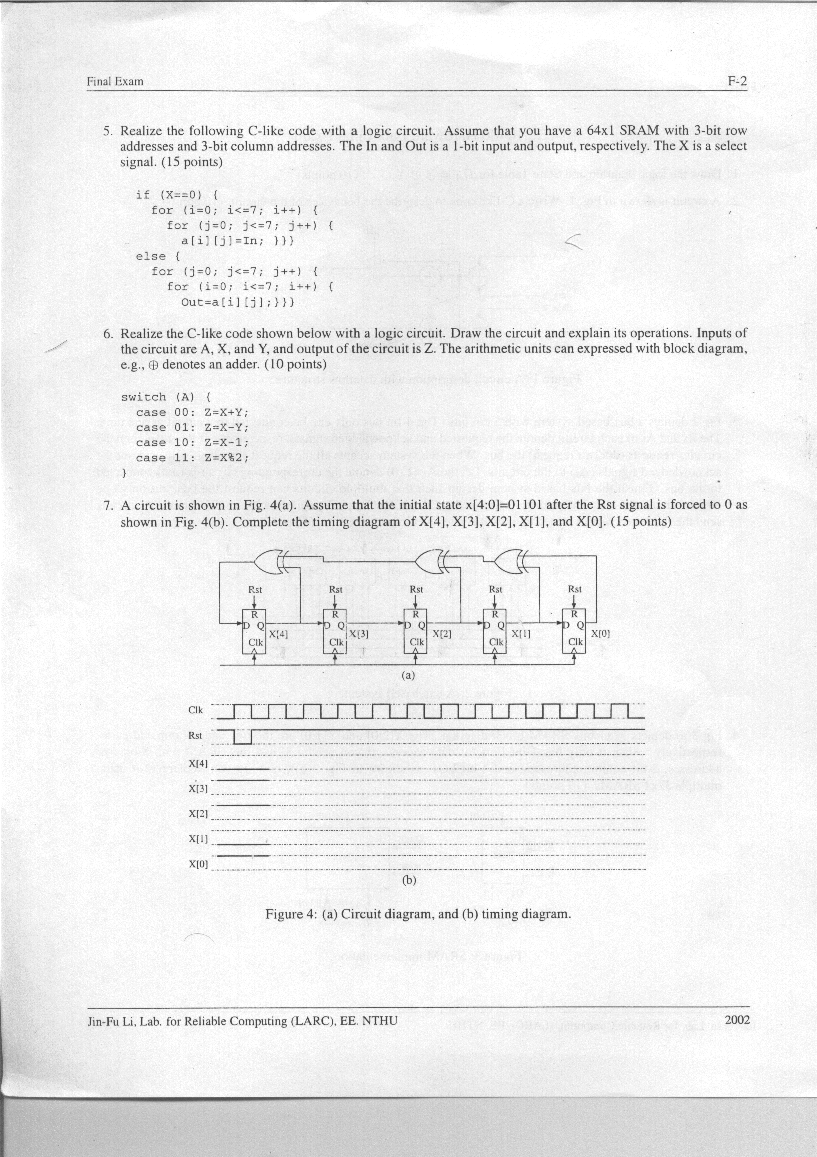 Final Exam F-2
5. Realize the following C-like code with a logic circuit. Assume that you have a 64x1 SRAM with 3-bit row
addresses and 3-bit column addresses. The In and Out is a 1-bit input and output, respectively. The X is a select
signal. (15 points)
if (X==0) {
for (i=0; i<=7; i++) {
for (j=0; j<=7; j++) {
a[i][j]=In; }}}
else {
for (j=0; j<=7; j++) {
for (i=0; i<=7; i++) {
Out=a[i][j];}}}
6. Realize the C-like code shown below with a logic circuit. Draw the circuit and explain its operations. Inputs of
the circuit are A, X, and Y, and output of the circuit is Z. The arithmetic units can expressed with block diagram,
e.g., ⊕ denotes an adder. (10 points)
switch (A) {
case 00: Z=X+Y;
case 01: Z=X-Y;
case 10: Z=X-1;
case 11: Z=X%2;
}
7. A circuit is shown in Fig. 4(a). Assume that the initial state x[4:0]=01101 after the Rst signal is forced to 0 as
shown in Fig. 4(b). Complete the timing diagram of X[4], X[3], X[2], X[1], and X[0]. (15 points)
Rst Rst Rst Rst Rst
R R R R R
D Q D Q D Q D Q D Q
X[4] X[3] X[2] X[1] X[0]
Clk Clk Clk Clk Clk
(a)
Clk
Rst
X[4]
X[3]
X[2]
X[1]
X[0]
(b)
Figure 4: (a) Circuit diagram, and (b) timing diagram.
Jin-Fu Li, Lab. for Reliable Computing (LARC), EE. NTHU 2002